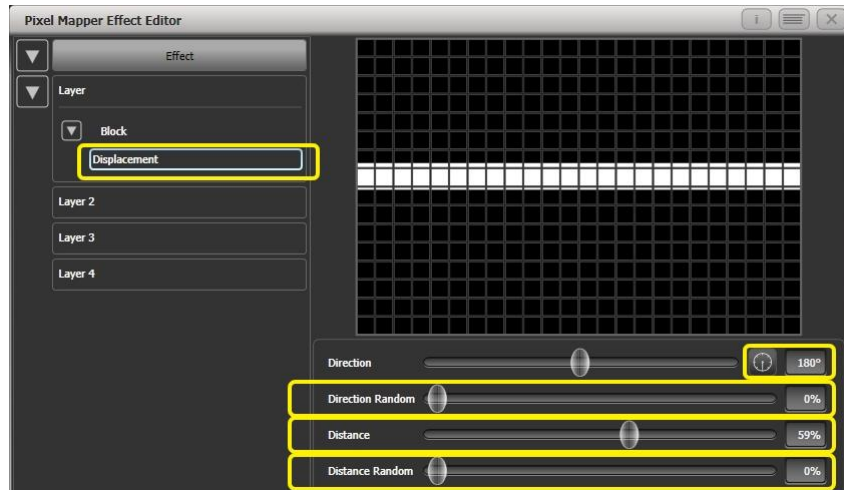 Pixel Mapper Effect Editor
i
Effect
Layer
Block
Displacement
Layer 2
Layer 3
Layer 4
Direction 180°
Direction Random 0%
Distance 59%
Distance Random 0%